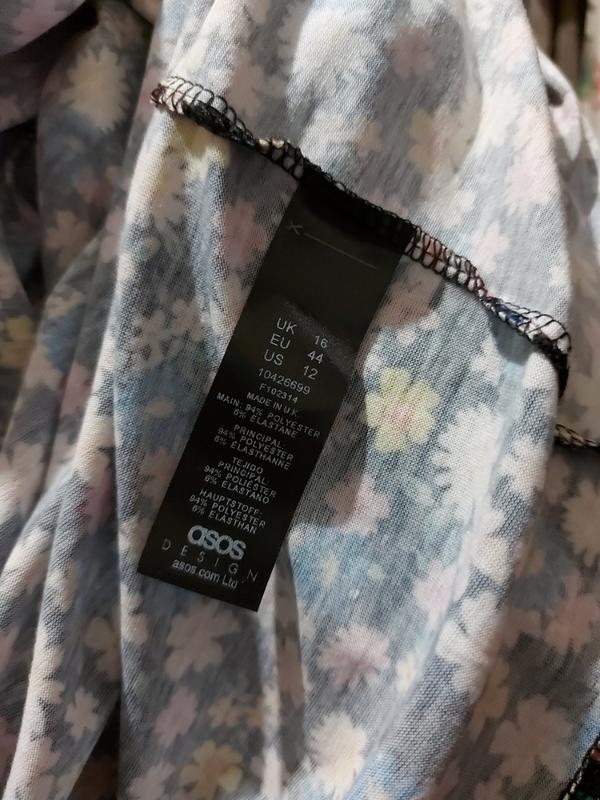 UK 16
EU 44
US 12
10426699
F102314
MADE IN U.K.
MAIN: 94% POLYESTER
6% ELASTANE
PRINCIPAL:
94% POLYESTER
6% ELASTHANNE
TEJIDO
PRINCIPAL:
94% POLIÉSTER
6% ELASTANO
HAUPTSTOFF:
94% POLYESTER
6% ELASTHAN
asos
DESIGN
asos.com Ltd